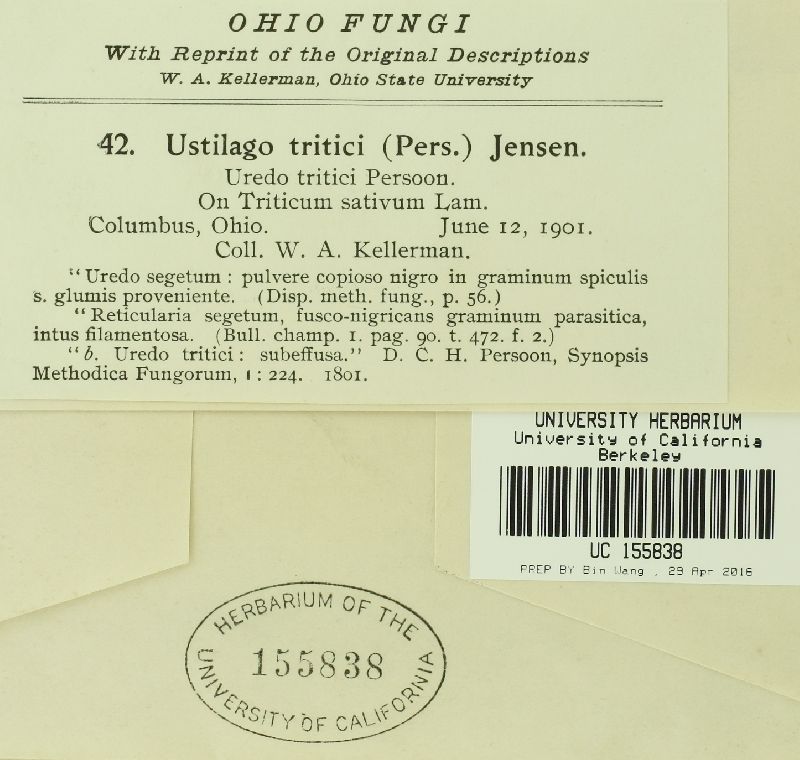 OHIO FUNGI
With Reprint of the Original Descriptions
W. A. Kellerman, Ohio State University
42. Ustilago tritici (Pers.) Jensen.
Uredo tritici Persoon.
On Triticum sativum Lam.
Columbus, Ohio. June 12, 1901.
Coll. W. A. Kellerman.
"Uredo segetum : pulvere copioso nigro in graminum spiculis
s. glumis proveniente. (Disp. meth. fung., p. 56.)
"Reticularia segetum, fusco-nigricans graminum parasitica,
intus filamentosa. (Bull. champ. 1. pag. 90. t. 472. f. 2.)
"b. Uredo tritici : subeffusa." D. C. H. Persoon, Synopsis
Methodica Fungorum, 1 : 224. 1801.
UNIVERSITY HERBARIUM
University of California
Berkeley
UC 155838
PREP BY Bin Wang , 29 Apr 2016
HERBARIUM OF THE
155838
UNIVERSITY OF CALIFORNIA